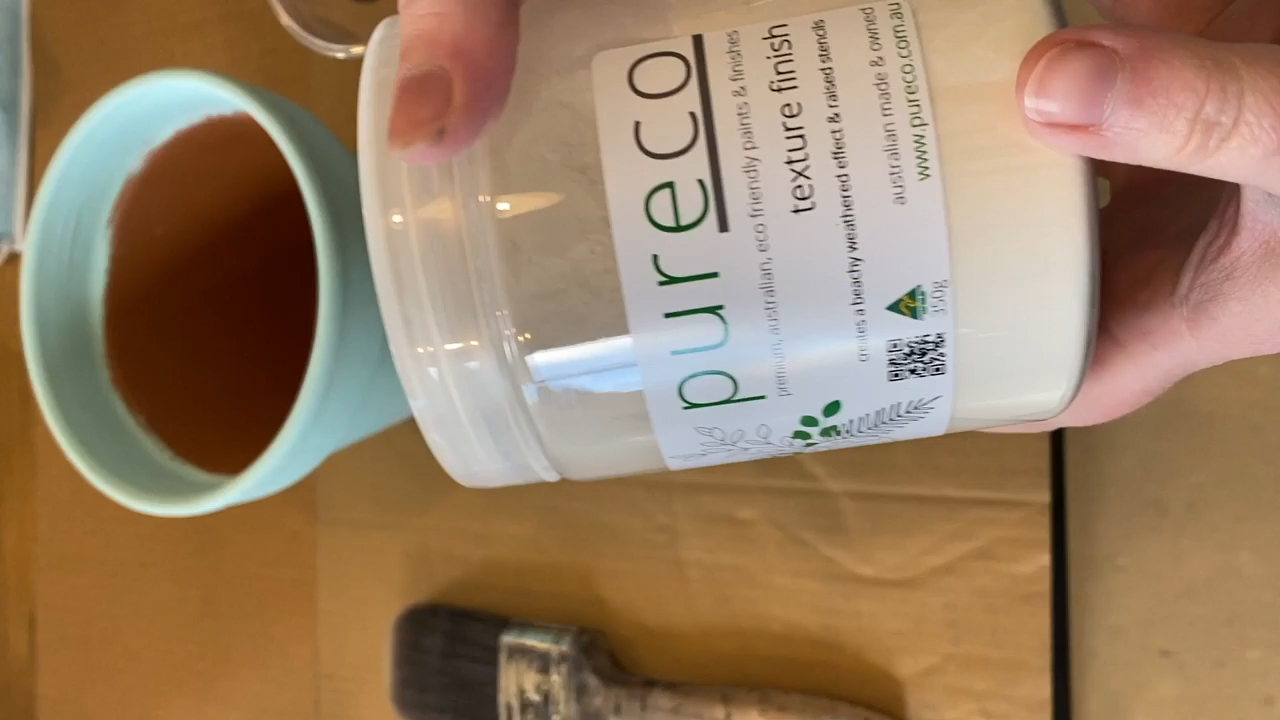 pureco
premium, australian, eco friendly paints & finishes
texture finish
creates a beachy weathered effect & raised stencils
australian made & owned
www.pureco.com.au
350g